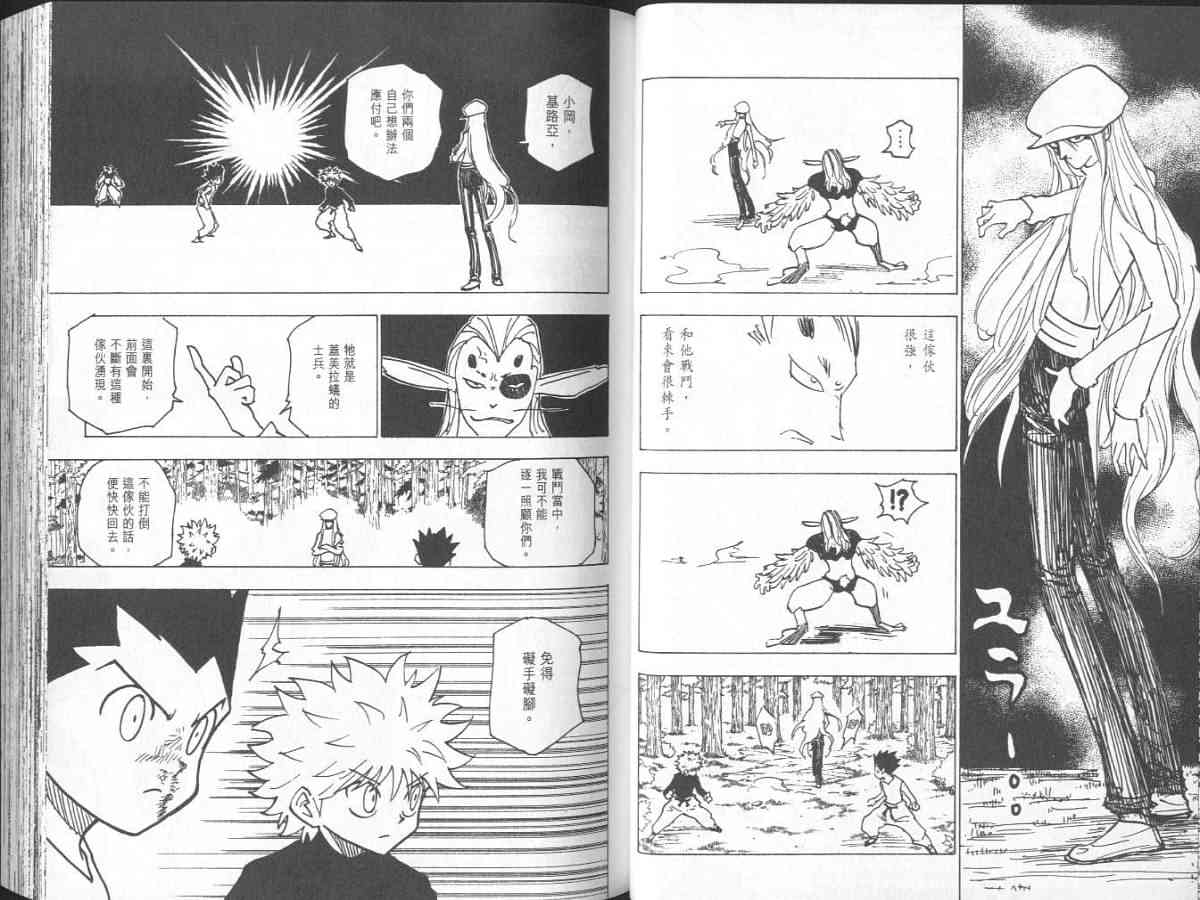 ユラー。。。
……
這傢伙
很強，
和他戰鬥，
看來會很棘手。
!?
小岡，
基路亞，
你們兩個
自己想辦法
應付吧。
牠就是
蓋美拉蟻的
士兵。
這裏開始，
前面會
不斷有這種
傢伙湧現。
戰鬥當中，
我可不能
逐一照顧你們。
不能打倒
這傢伙的話，
便快快回去。
免得
礙手礙腳。